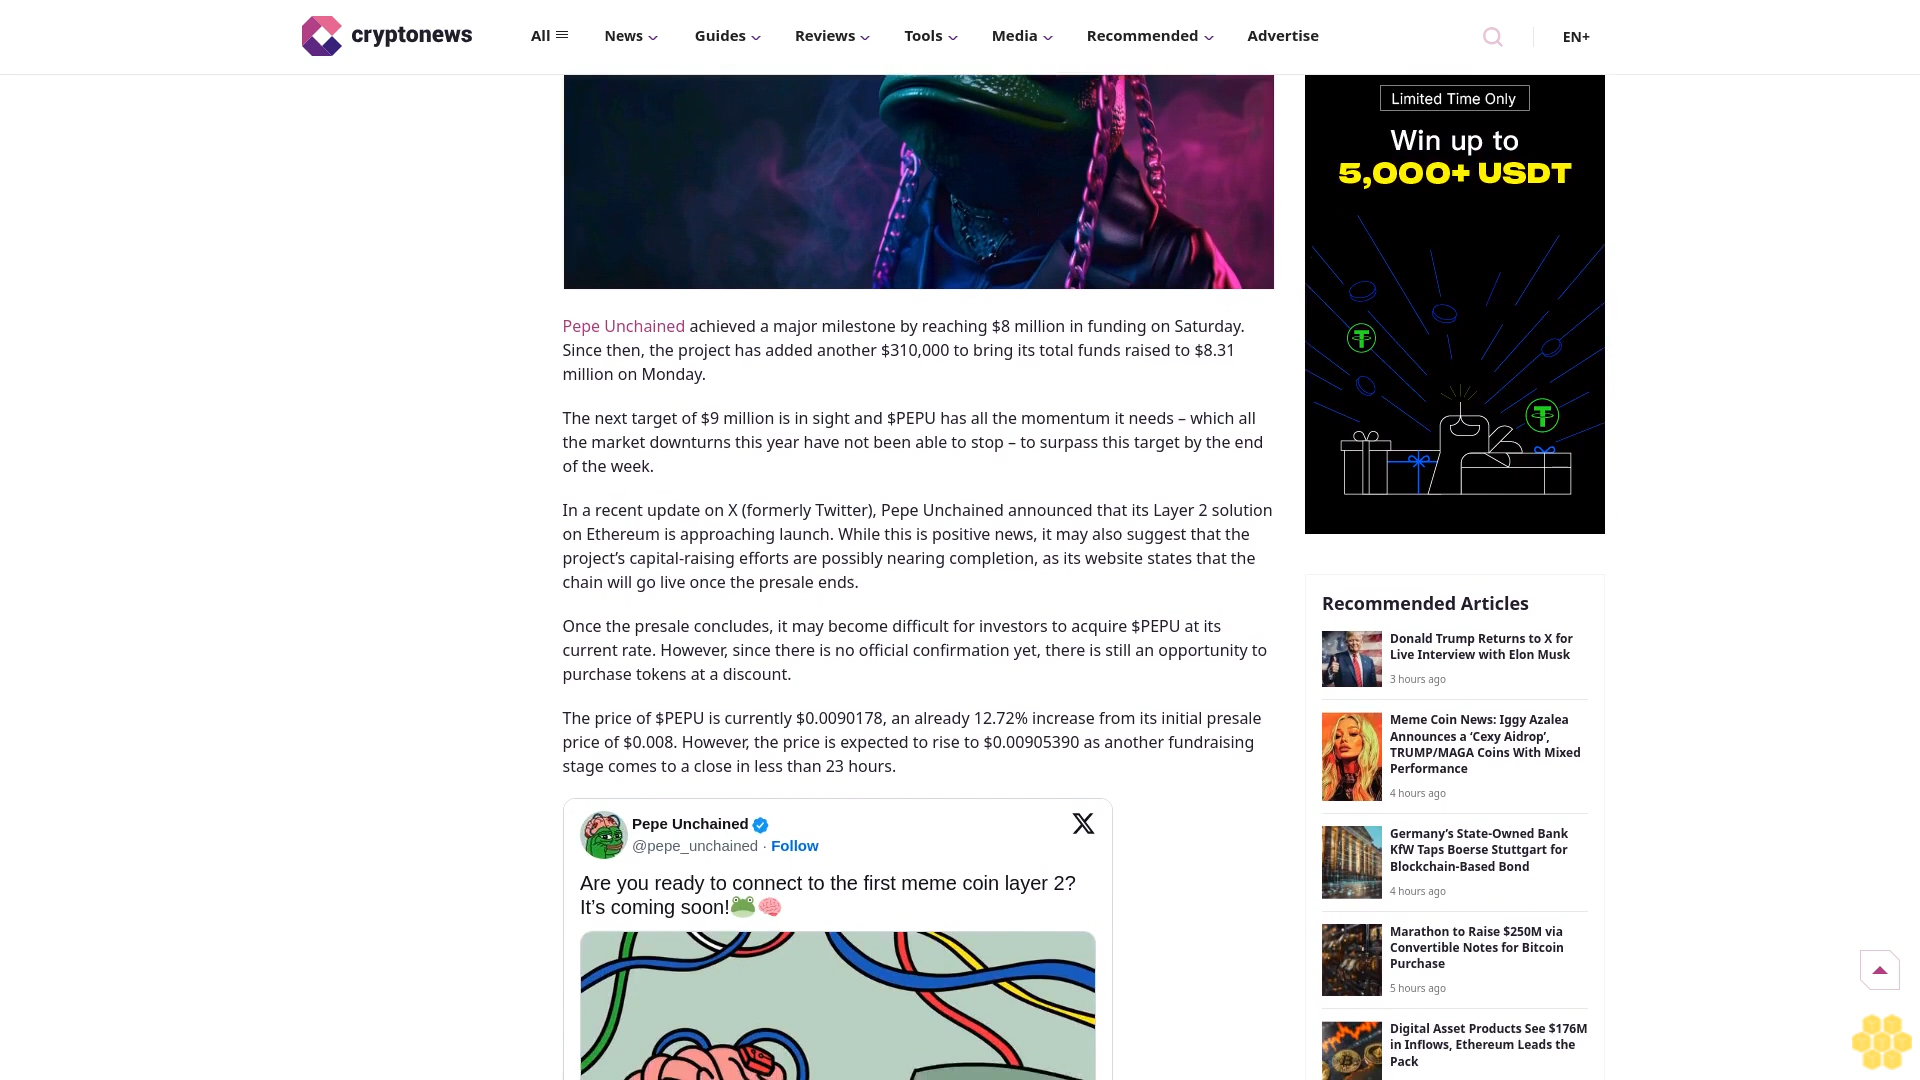 cryptonews
All
News
Guides
Reviews
Tools
Media
Recommended
Advertise
EN+
Limited Time Only
Win up to
5,000+ USDT
Pepe Unchained achieved a major milestone by reaching $8 million in funding on Saturday.
Since then, the project has added another $310,000 to bring its total funds raised to $8.31
million on Monday.
The next target of $9 million is in sight and $PEPU has all the momentum it needs – which all
the market downturns this year have not been able to stop – to surpass this target by the end
of the week.
In a recent update on X (formerly Twitter), Pepe Unchained announced that its Layer 2 solution
on Ethereum is approaching launch. While this is positive news, it may also suggest that the
project’s capital-raising efforts are possibly nearing completion, as its website states that the
chain will go live once the presale ends.
Once the presale concludes, it may become difficult for investors to acquire $PEPU at its
current rate. However, since there is no official confirmation yet, there is still an opportunity to
purchase tokens at a discount.
The price of $PEPU is currently $0.0090178, an already 12.72% increase from its initial presale
price of $0.008. However, the price is expected to rise to $0.00905390 as another fundraising
stage comes to a close in less than 23 hours.
Pepe Unchained
@pepe_unchained · Follow
Are you ready to connect to the first meme coin layer 2?
It’s coming soon!🐸🧠
Recommended Articles
Donald Trump Returns to X for
Live Interview with Elon Musk
3 hours ago
Meme Coin News: Iggy Azalea
Announces a ‘Cexy Aidrop’,
TRUMP/MAGA Coins With Mixed
Performance
4 hours ago
Germany’s State-Owned Bank
KfW Taps Boerse Stuttgart for
Blockchain-Based Bond
4 hours ago
Marathon to Raise $250M via
Convertible Notes for Bitcoin
Purchase
5 hours ago
Digital Asset Products See $176M
in Inflows, Ethereum Leads the
Pack